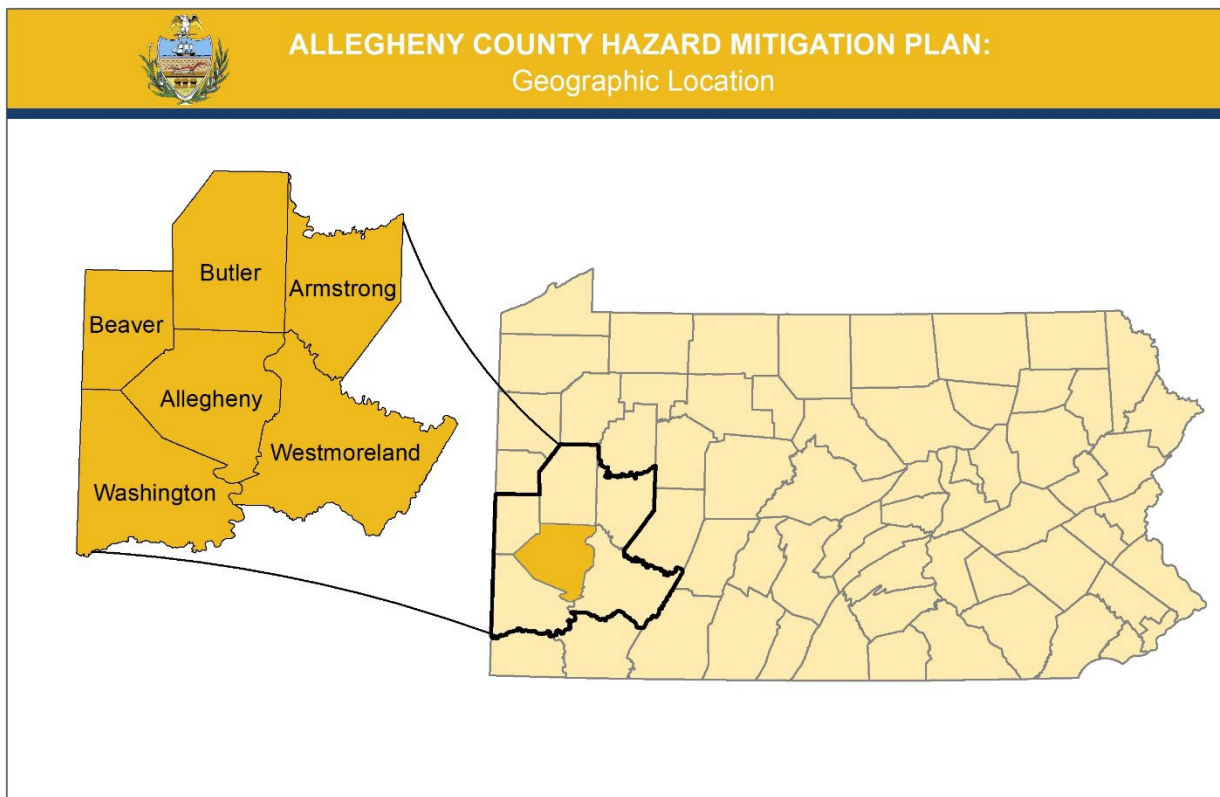 ALLEGHENY COUNTY HAZARD MITIGATION PLAN:
Geographic Location
Butler
Armstrong
Beaver
Allegheny
Westmoreland
Washington